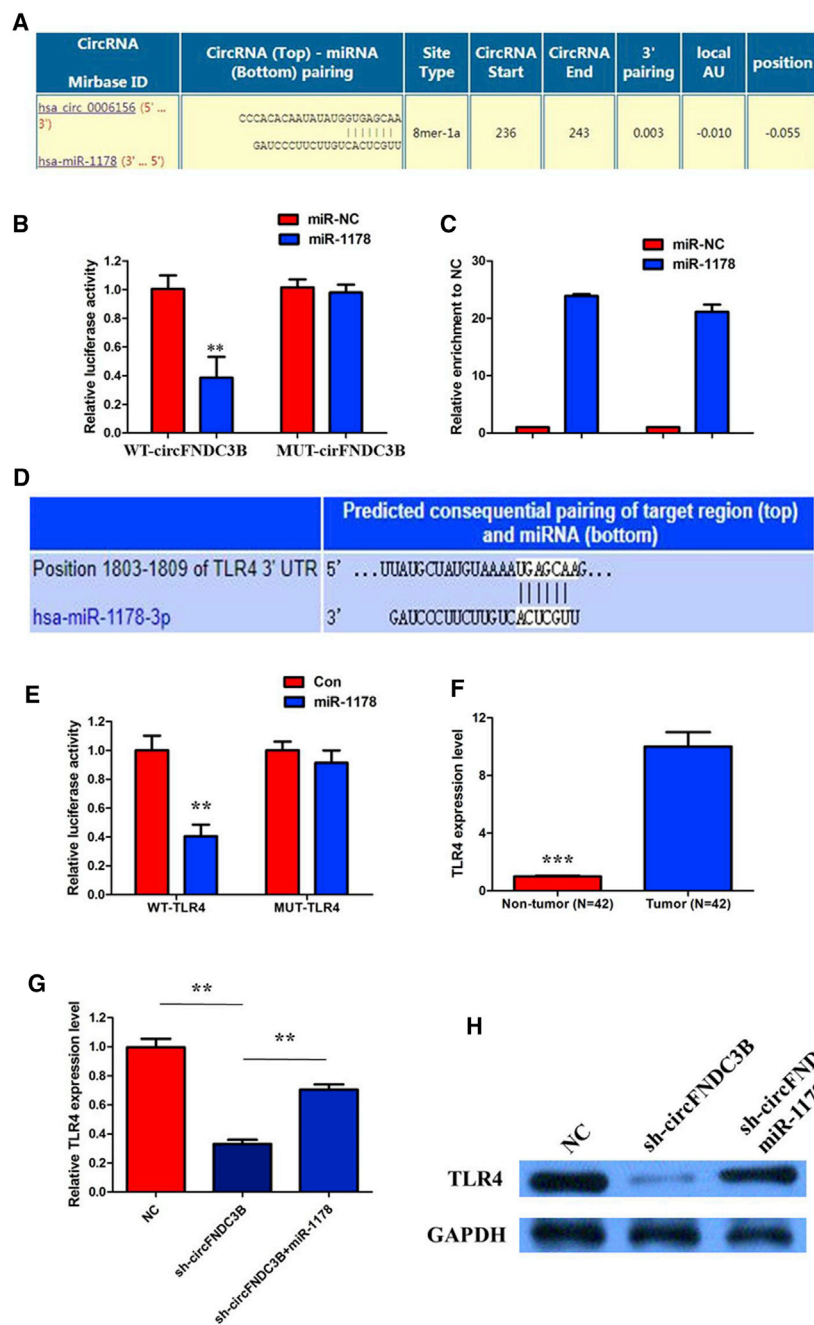 A
CircRNA
Mirbase ID
CircRNA (Top) - miRNA
(Bottom) pairing
Site
Type
CircRNA
Start
CircRNA
End
3'
pairing
local
AU
position
hsa circ 0006156 (5' ...
3')
hsa-miR-1178 (3' ... 5')
CCCACACAAUAUAUGGUGAGCAA
GAUCCCUUCUUGUCACUCGUU
8mer-1a
236
243
0.003
-0.010
-0.055
B
miR-NC
miR-1178
Relative luciferase activity
1.2
1.0
0.8
0.6
0.4
0.2
0.0
**
WT-circFNDC3B
MUT-cirFNDC3B
C
miR-NC
miR-1178
Relative enrichment to NC
30
20
10
0
D
Predicted consequential pairing of target region (top)
and miRNA (bottom)
Position 1803-1809 of TLR4 3' UTR 5' ...UUAUGCUAUGUAAAAUGAGCAAG...
hsa-miR-1178-3p 3' GAUCCCUUCUUGUCACUCGUU
E
Con
miR-1178
Relative luciferase activity
1.2
1.0
0.8
0.6
0.4
0.2
0.0
**
WT-TLR4
MUT-TLR4
F
TLR4 expression level
12
8
4
0
***
Non-tumor (N=42)
Tumor (N=42)
G
Relative TLR4 expression level
1.2
1.0
0.8
0.6
0.4
0.2
0.0
**
**
NC
sh-circFNDC3B
sh-circFNDC3B+miR-1178
H
NC
sh-circFNDC3B
sh-circFND
miR-1178
TLR4
GAPDH